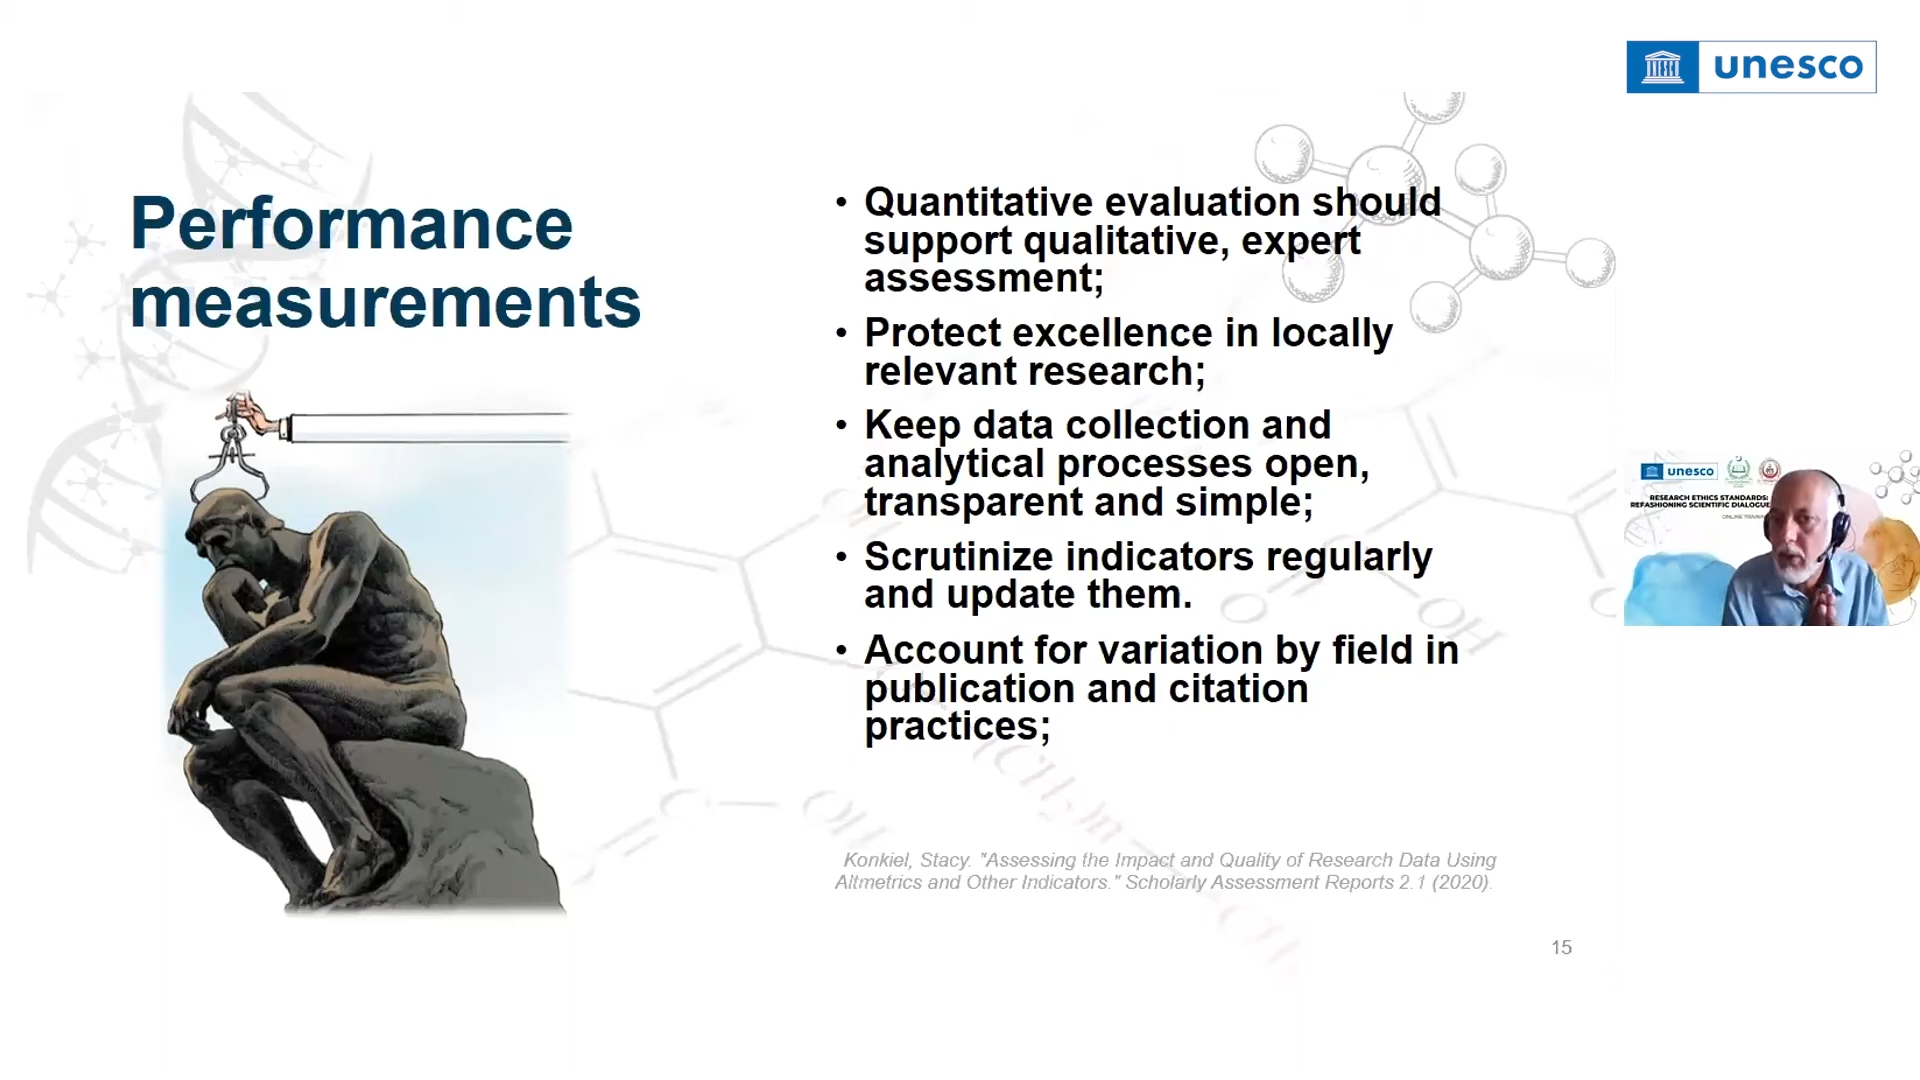 unesco
Performance
measurements
• Quantitative evaluation should
support qualitative, expert
assessment;
• Protect excellence in locally
relevant research;
• Keep data collection and
analytical processes open,
transparent and simple;
• Scrutinize indicators regularly
and update them.
• Account for variation by field in
publication and citation
practices;
Konkiel, Stacy. "Assessing the Impact and Quality of Research Data Using
Altmetrics and Other Indicators." Scholarly Assessment Reports 2.1 (2020).
15
unesco
RESEARCH ETHICS STANDARDS:
REFASHIONING SCIENTIFIC DIALOGUE
OH
OH